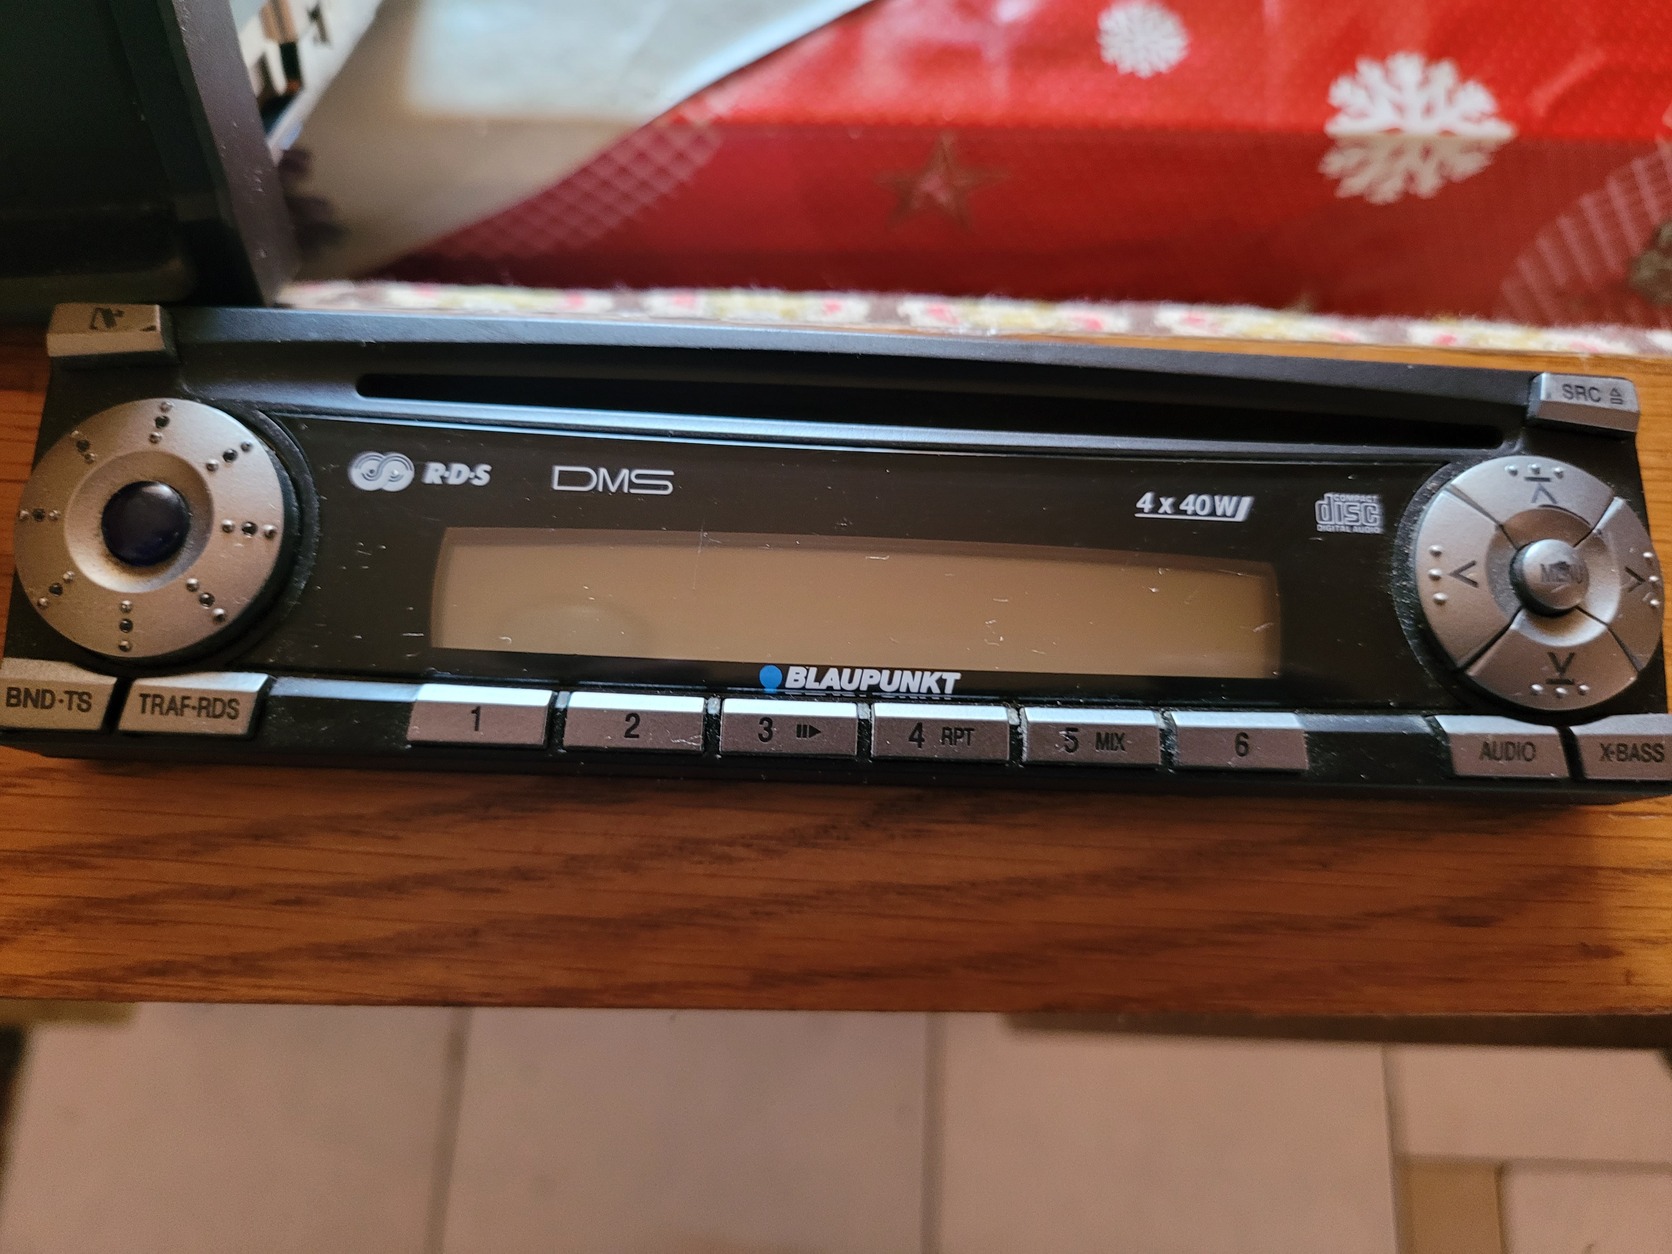 SRC
R·D·S
DMS
4 x 40W
COMPACT
disc
DIGITAL AUDIO
MENU
BLAUPUNKT
BND·TS
TRAF·RDS
1
2
3
4 RPT
5 MIX
6
AUDIO
X-BASS